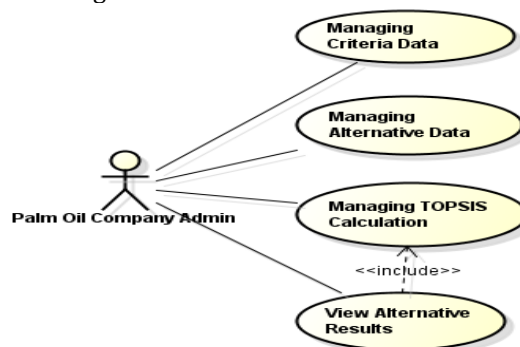 Managing
Criteria Data
Managing
Alternative Data
Palm Oil Company Admin
Managing TOPSIS
Calculation
<<include>>
View Alternative
Results